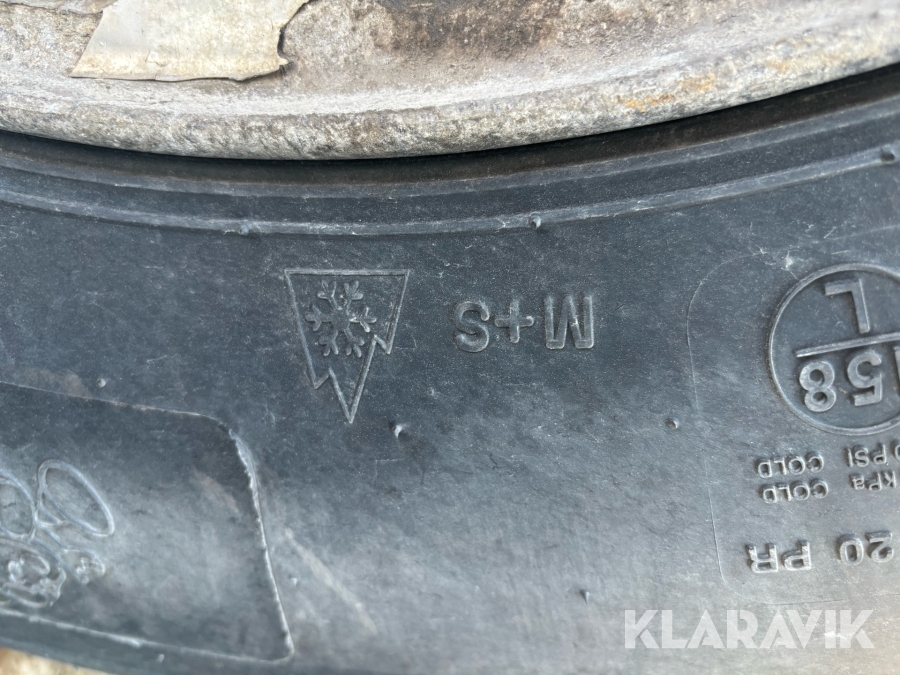 20 PR
KPa COLD
PSI COLD
158
L
M+S
KLARAVIK